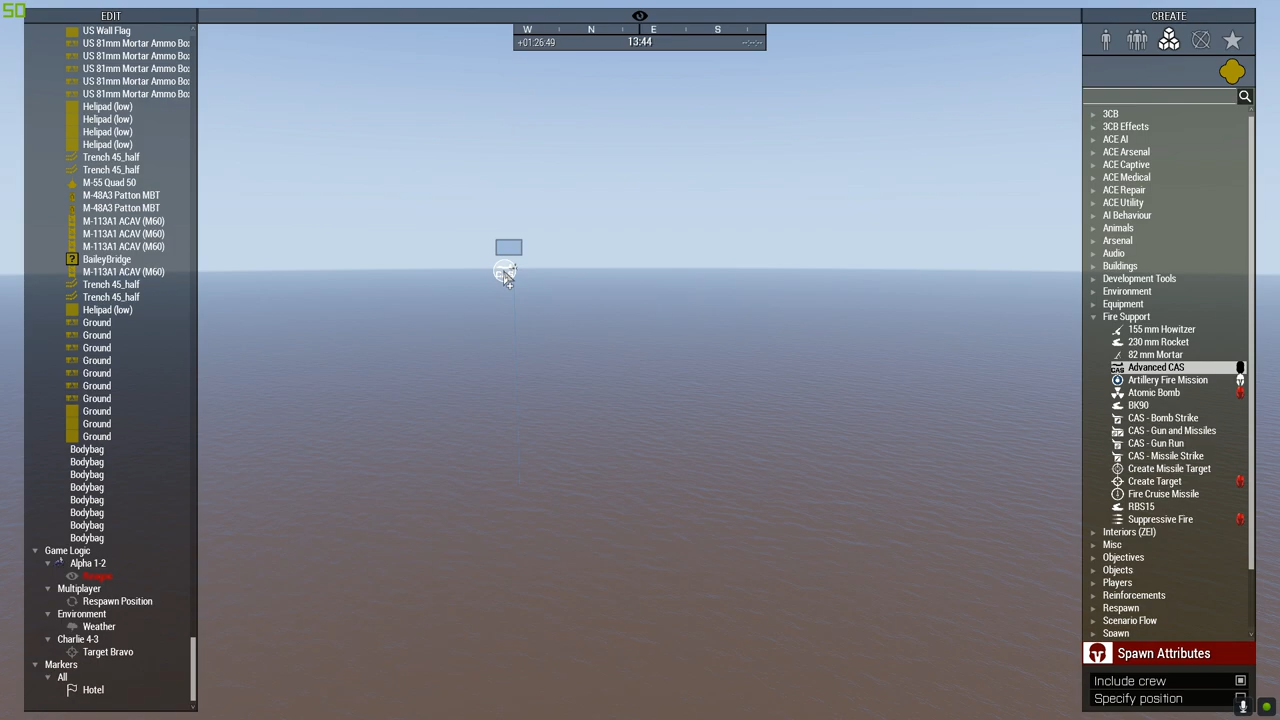 50
EDIT
US Wall Flag
US 81mm Mortar Ammo Bo
US 81mm Mortar Ammo Bo
US 81mm Mortar Ammo Bo
US 81mm Mortar Ammo Bo
US 81mm Mortar Ammo Bo
Helipad (low)
Helipad (low)
Helipad (low)
Helipad (low)
Trench 45_half
Trench 45_half
M-55 Quad 50
M-48A3 Patton MBT
M-48A3 Patton MBT
M-113A1 ACAV (M60)
M-113A1 ACAV (M60)
M-113A1 ACAV (M60)
? BaileyBridge
M-113A1 ACAV (M60)
Trench 45_half
Trench 45_half
Helipad (low)
Ground
Ground
Ground
Ground
Ground
Ground
Ground
Ground
Ground
Ground
Bodybag
Bodybag
Bodybag
Bodybag
Bodybag
Bodybag
Bodybag
Bodybag
Game Logic
Alpha 1-2
Multiplayer
Respawn Position
Environment
Weather
Charlie 4-3
Target Bravo
Markers
All
Hotel
W N E S
+01:26:49 13:44 --:--:--
CREATE
3CB
3CB Effects
ACE AI
ACE Arsenal
ACE Captive
ACE Medical
ACE Repair
ACE Utility
AI Behaviour
Animals
Arsenal
Audio
Buildings
Development Tools
Environment
Equipment
Fire Support
155 mm Howitzer
230 mm Rocket
82 mm Mortar
CAS Advanced CAS
Artillery Fire Mission
Atomic Bomb
BK90
CAS - Bomb Strike
CAS - Gun and Missiles
CAS - Gun Run
CAS - Missile Strike
Create Missile Target
Create Target
Fire Cruise Missile
RBS15
Suppressive Fire
Interiors (ZEI)
Misc
Objectives
Objects
Players
Reinforcements
Respawn
Scenario Flow
Spawn
Spawn Attributes
Include crew
Specify position